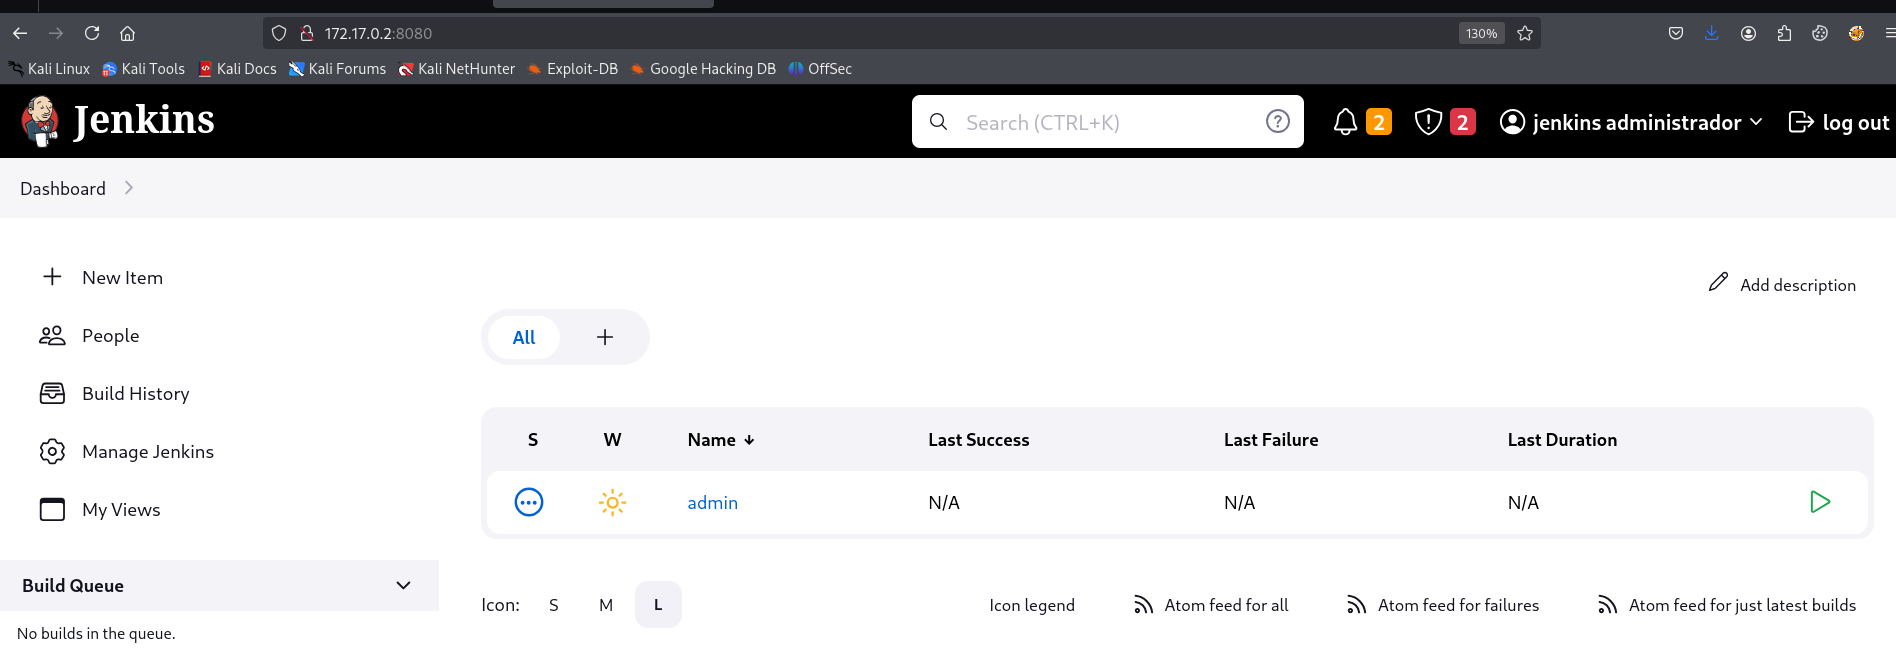 172.17.0.2:8080
130%
Kali Linux Kali Tools Kali Docs Kali Forums Kali NetHunter Exploit-DB Google Hacking DB OffSec
Jenkins
Search (CTRL+K)
2
2
jenkins administrador
log out
Dashboard
New Item
People
Build History
Manage Jenkins
My Views
Build Queue
No builds in the queue.
Add description
All
S W Name Last Success Last Failure Last Duration
admin N/A N/A N/A
Icon: S M L
Icon legend Atom feed for all Atom feed for failures Atom feed for just latest builds